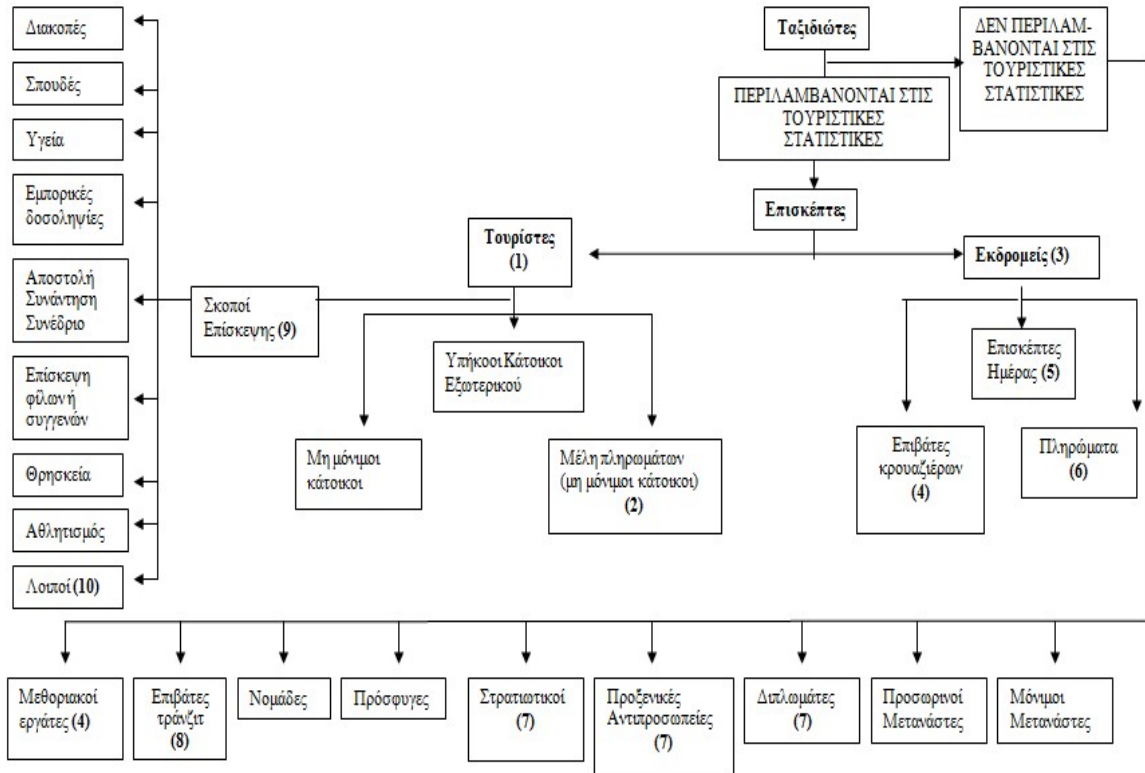 Ταξιδιώτες
ΔΕΝ ΠΕΡΙΛΑΜ-
ΒΑΝΟΝΤΑΙ ΣΤΙΣ
ΤΟΥΡΙΣΤΙΚΕΣ
ΣΤΑΤΙΣΤΙΚΕΣ
ΠΕΡΙΛΑΜΒΑΝΟΝΤΑΙ ΣΤΙΣ
ΤΟΥΡΙΣΤΙΚΕΣ
ΣΤΑΤΙΣΤΙΚΕΣ
Επισκέπτες
Τουρίστες
(1)
Εκδρομείς (3)
Σκοποί
Επίσκεψης (9)
Διακοπές
Σπουδές
Υγεία
Εμπορικές
δοσοληψίες
Αποστολή
Συνάντηση
Συνέδριο
Επίσκεψη
φίλων ή
συγγενών
Θρησκεία
Αθλητισμός
Λοιποί (10)
Μη μόνιμοι
κάτοικοι
Υπήκοοι Κάτοικοι
Εξωτερικού
Μέλη πληρωμάτων
(μη μόνιμοι κάτοικοι)
(2)
Επιβάτες
κρουαζιέρων
(4)
Επισκέπτες
Ημέρας (5)
Πληρώματα
(6)
Μεθοριακοί
εργάτες (4)
Επιβάτες
τράνζιτ
(8)
Νομάδες
Πρόσφυγες
Στρατιωτικοί
(7)
Προξενικές
Αντιπροσωπείες
(7)
Διπλωμάτες
(7)
Προσωρινοί
Μετανάστες
Μόνιμοι
Μετανάστες